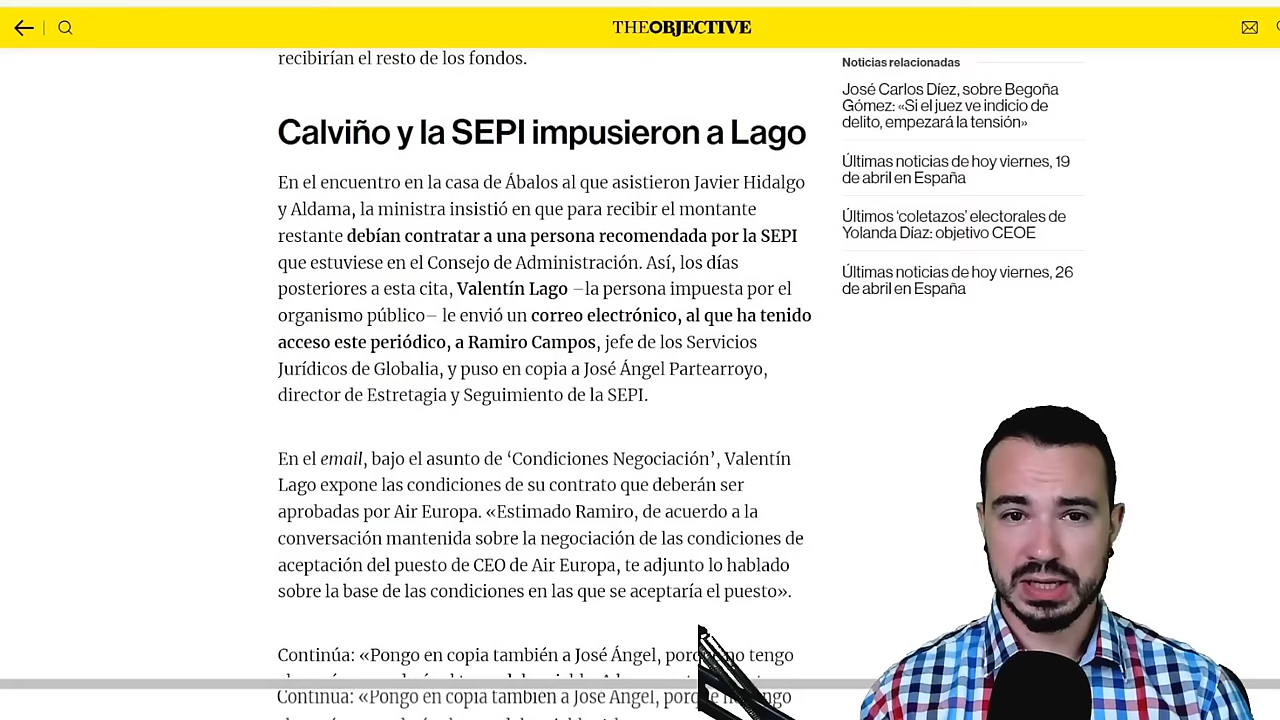 THEOBJECTIVE
recibirían el resto de los fondos.
Calviño y la SEPI impusieron a Lago
En el encuentro en la casa de Ábalos al que asistieron Javier Hidalgo
y Aldama, la ministra insistió en que para recibir el montante
restante debían contratar a una persona recomendada por la SEPI
que estuviese en el Consejo de Administración. Así, los días
posteriores a esta cita, Valentín Lago –la persona impuesta por el
organismo público– le envió un correo electrónico, al que ha tenido
acceso este periódico, a Ramiro Campos, jefe de los Servicios
Jurídicos de Globalia, y puso en copia a José Ángel Partearroyo,
director de Estretagia y Seguimiento de la SEPI.
En el email, bajo el asunto de ‘Condiciones Negociación’, Valentín
Lago expone las condiciones de su contrato que deberán ser
aprobadas por Air Europa. «Estimado Ramiro, de acuerdo a la
conversación mantenida sobre la negociación de las condiciones de
aceptación del puesto de CEO de Air Europa, te adjunto lo hablado
sobre la base de las condiciones en las que se aceptaría el puesto».
Continúa: «Pongo en copia también a José Ángel, porque no tengo
Continúa: «Pongo en copia también a José Ángel, porque no tengo
Noticias relacionadas
José Carlos Díez, sobre Begoña
Gómez: «Si el juez ve indicio de
delito, empezará la tensión»
Últimas noticias de hoy viernes, 19
de abril en España
Últimos ‘coletazos’ electorales de
Yolanda Díaz: objetivo CEOE
Últimas noticias de hoy viernes, 26
de abril en España